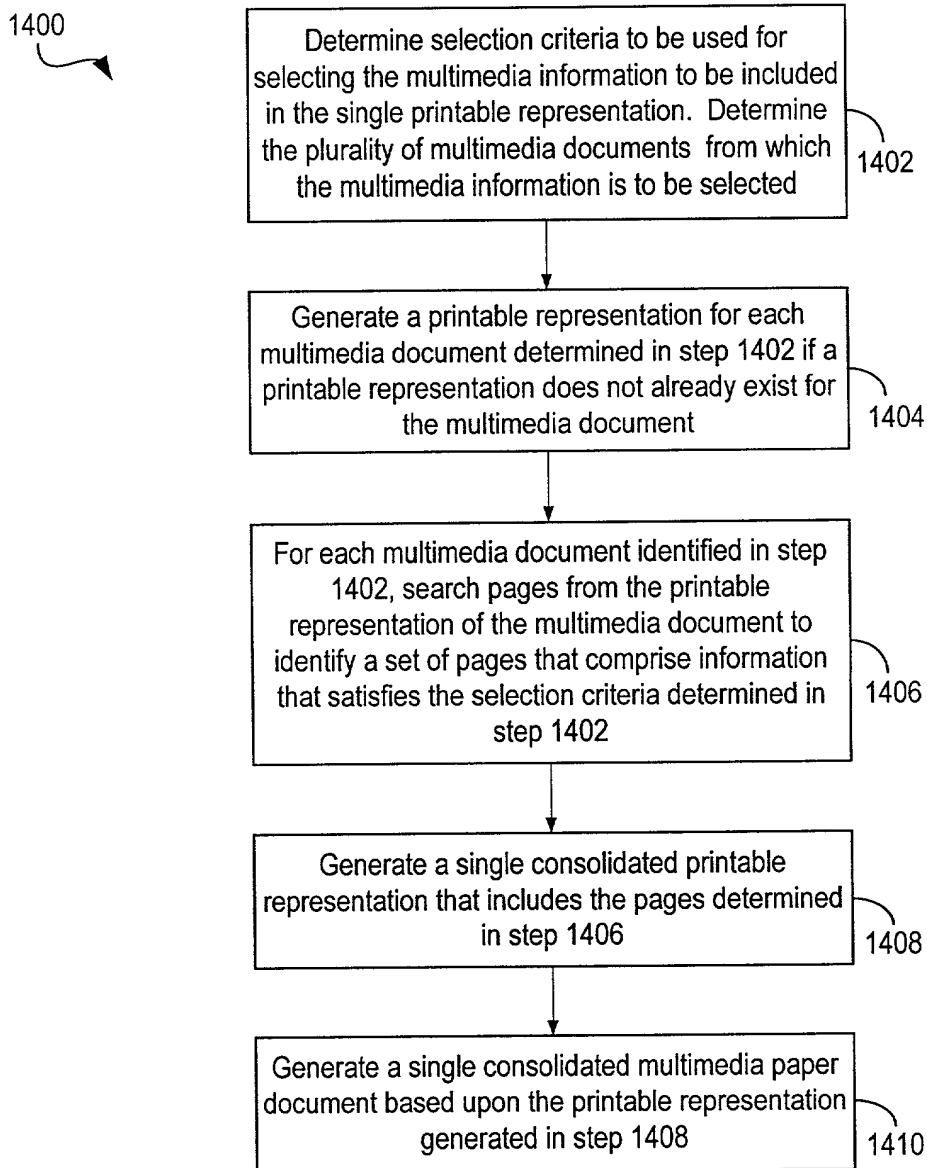 1400
Determine selection criteria to be used for
selecting the multimedia information to be included
in the single printable representation. Determine
the plurality of multimedia documents from which
the multimedia information is to be selected
1402
Generate a printable representation for each
multimedia document determined in step 1402 if a
printable representation does not already exist for
the multimedia document
1404
For each multimedia document identified in step
1402, search pages from the printable
representation of the multimedia document to
identify a set of pages that comprise information
that satisfies the selection criteria determined in
step 1402
1406
Generate a single consolidated printable
representation that includes the pages determined
in step 1406
1408
Generate a single consolidated multimedia paper
document based upon the printable representation
generated in step 1408
1410